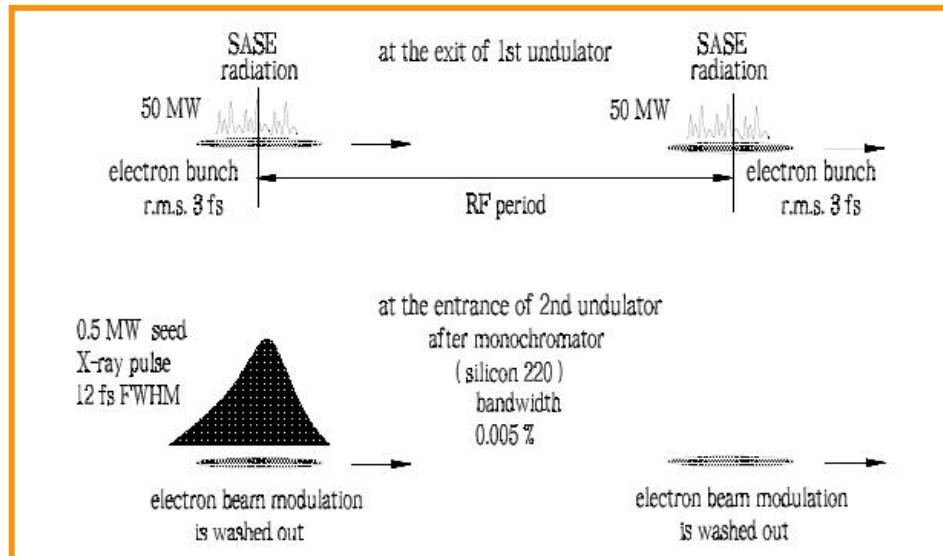 SASE
radiation
at the exit of 1st undulator
SASE
radiation
50 MW
50 MW
electron bunch
r.m.s. 3 fs
RF period
electron bunch
r.m.s. 3 fs
at the entrance of 2nd undulator
after monochromator
( silicon 220 )
bandwidth
0.005 %
0.5 MW seed
X-ray pulse
12 fs FWHM
electron beam modulation
is washed out
electron beam modulation
is washed out